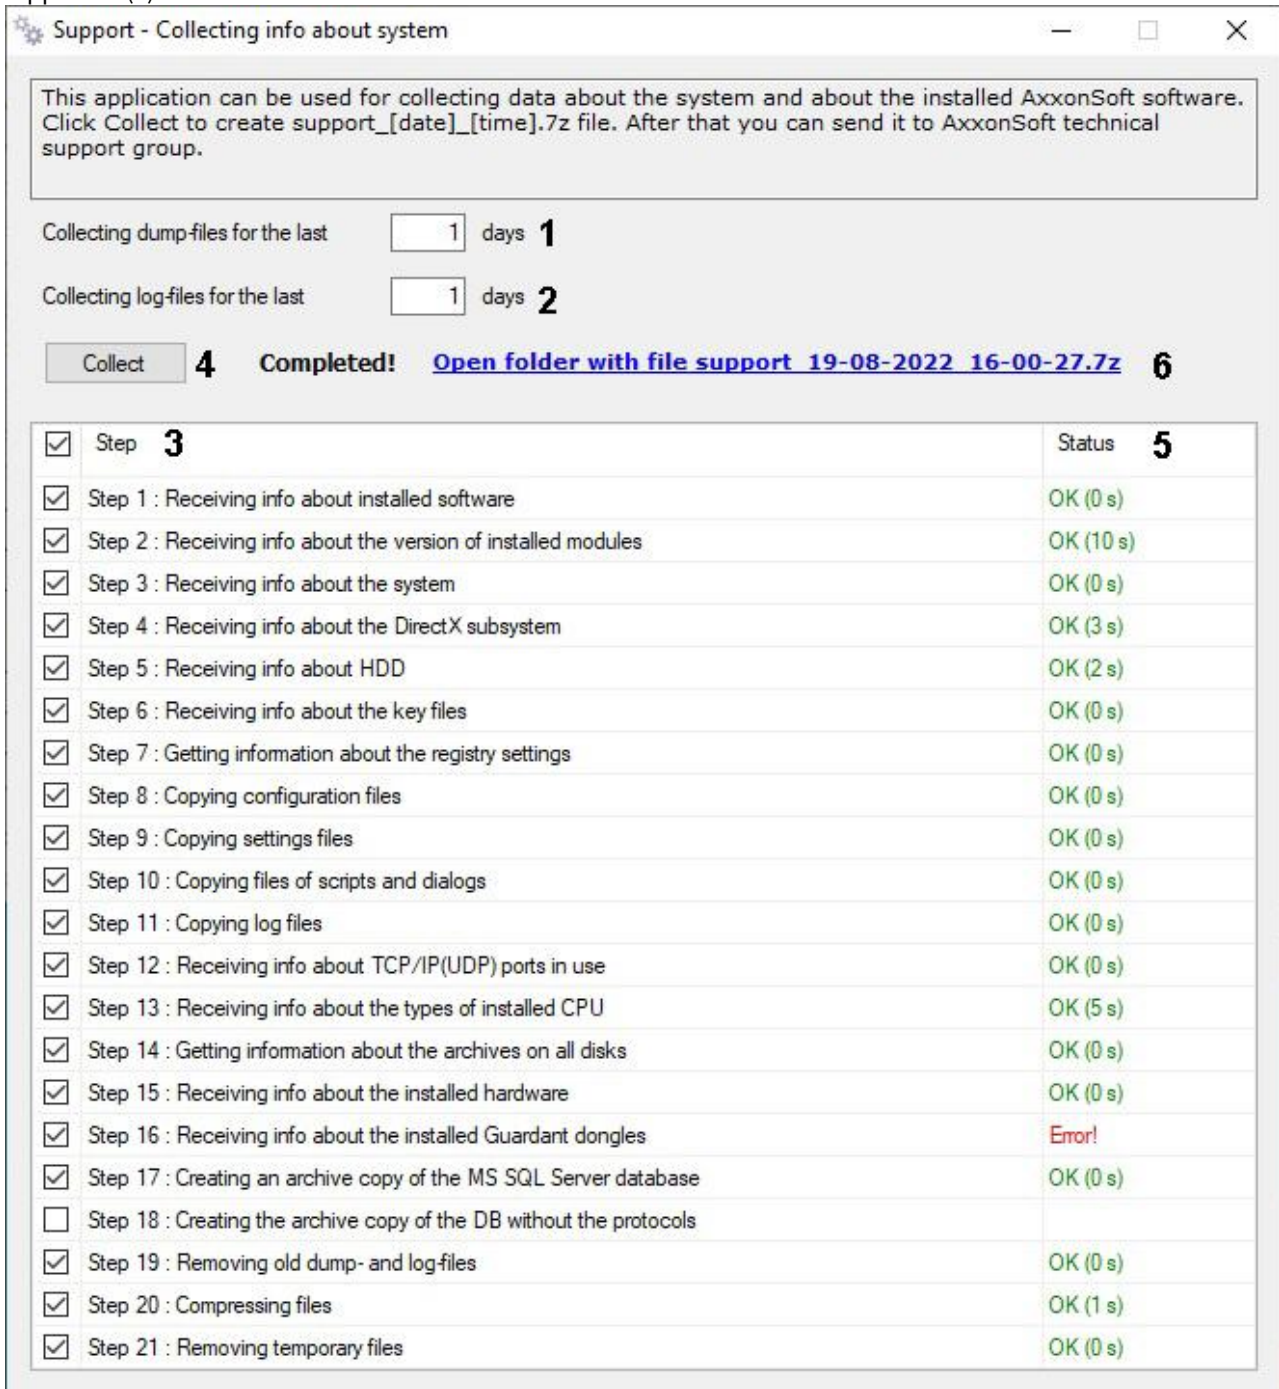 Support - Collecting info about system
This application can be used for collecting data about the system and about the installed AxxonSoft software.
Click Collect to create support_[date]_[time].7z file. After that you can send it to AxxonSoft technical
support group.
Collecting dump-files for the last 1 days 1
Collecting log-files for the last 1 days 2
Collect 4 Completed! Open folder with file support_19-08-2022_16-00-27.7z 6
Step 3 Status 5
Step 1 : Receiving info about installed software OK (0 s)
Step 2 : Receiving info about the version of installed modules OK (10 s)
Step 3 : Receiving info about the system OK (0 s)
Step 4 : Receiving info about the DirectX subsystem OK (3 s)
Step 5 : Receiving info about HDD OK (2 s)
Step 6 : Receiving info about the key files OK (0 s)
Step 7 : Getting information about the registry settings OK (0 s)
Step 8 : Copying configuration files OK (0 s)
Step 9 : Copying settings files OK (0 s)
Step 10 : Copying files of scripts and dialogs OK (0 s)
Step 11 : Copying log files OK (0 s)
Step 12 : Receiving info about TCP/IP(UDP) ports in use OK (0 s)
Step 13 : Receiving info about the types of installed CPU OK (5 s)
Step 14 : Getting information about the archives on all disks OK (0 s)
Step 15 : Receiving info about the installed hardware OK (0 s)
Step 16 : Receiving info about the installed Guardant dongles Error!
Step 17 : Creating an archive copy of the MS SQL Server database OK (0 s)
Step 18 : Creating the archive copy of the DB without the protocols
Step 19 : Removing old dump- and log-files OK (0 s)
Step 20 : Compressing files OK (1 s)
Step 21 : Removing temporary files OK (0 s)